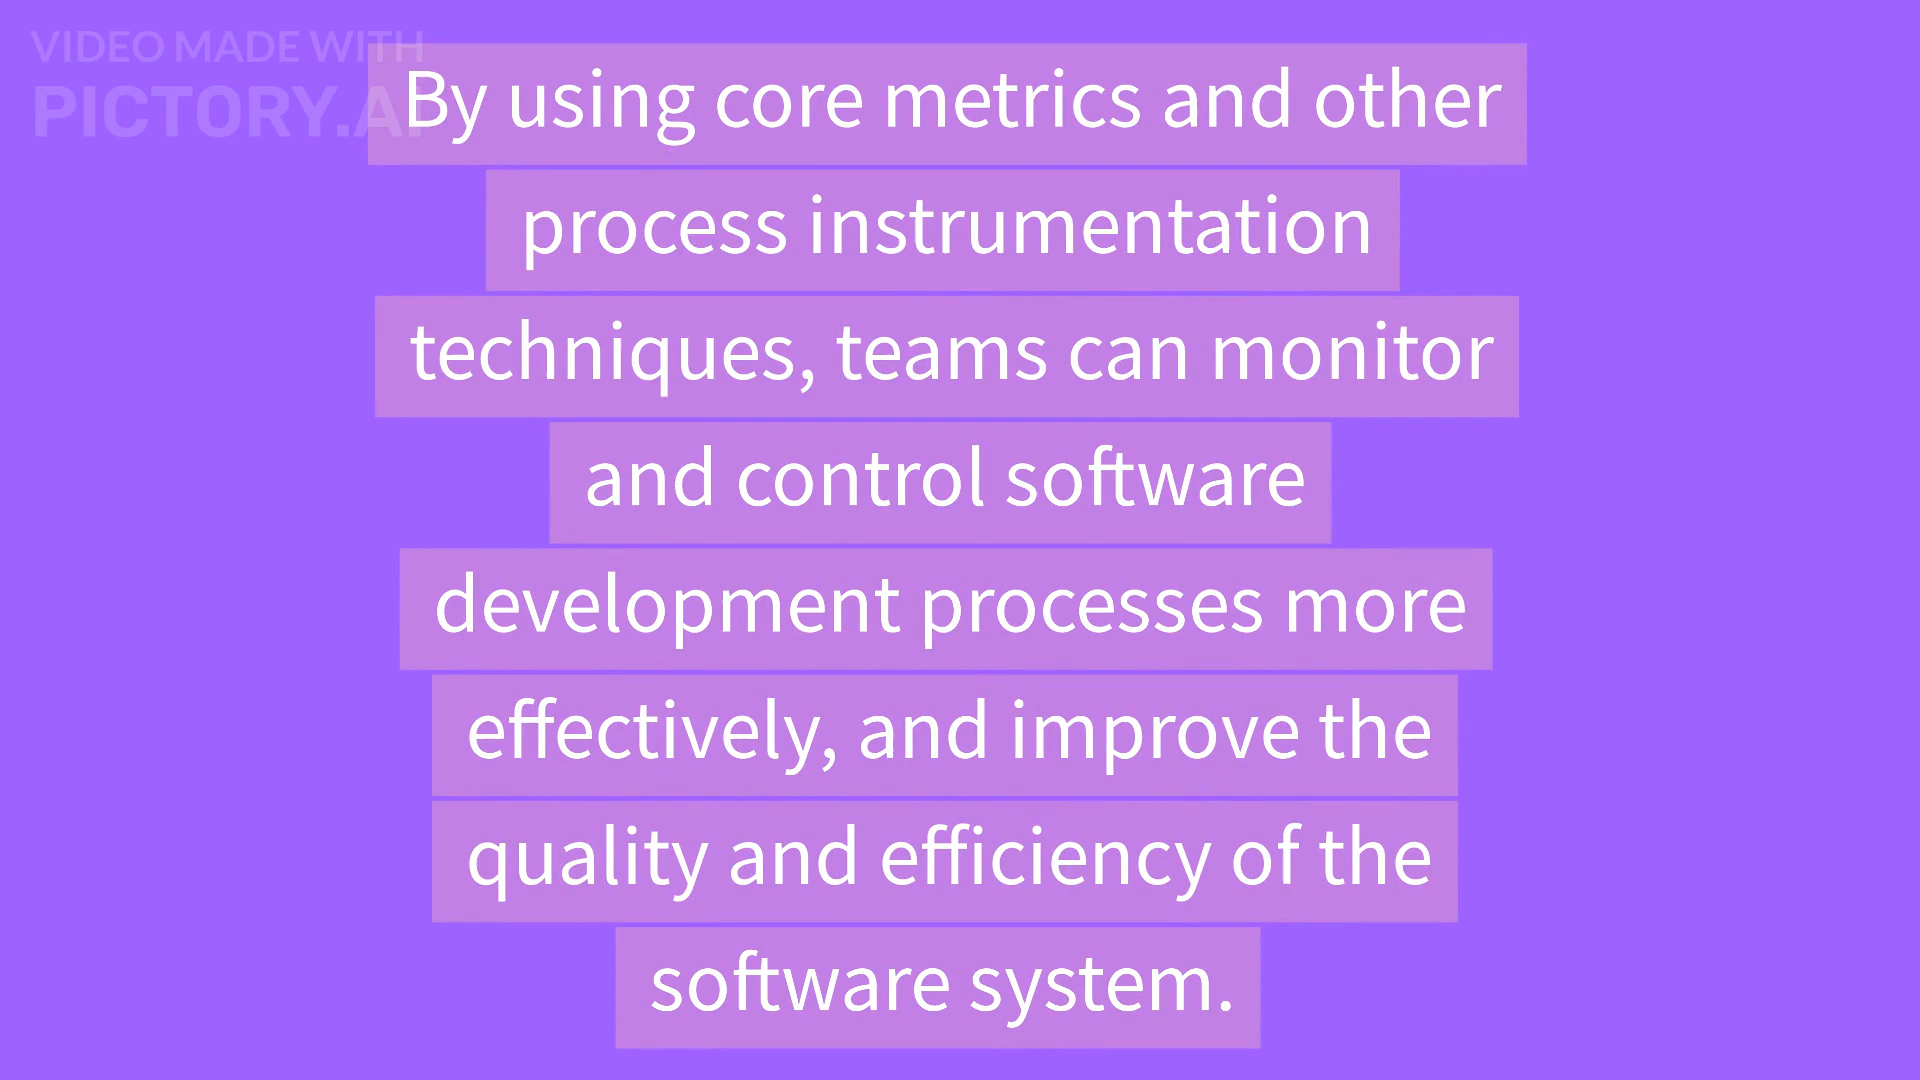 VIDEO MADE WITH
PICTORY.AI
By using core metrics and other
process instrumentation
techniques, teams can monitor
and control software
development processes more
effectively, and improve the
quality and efficiency of the
software system.